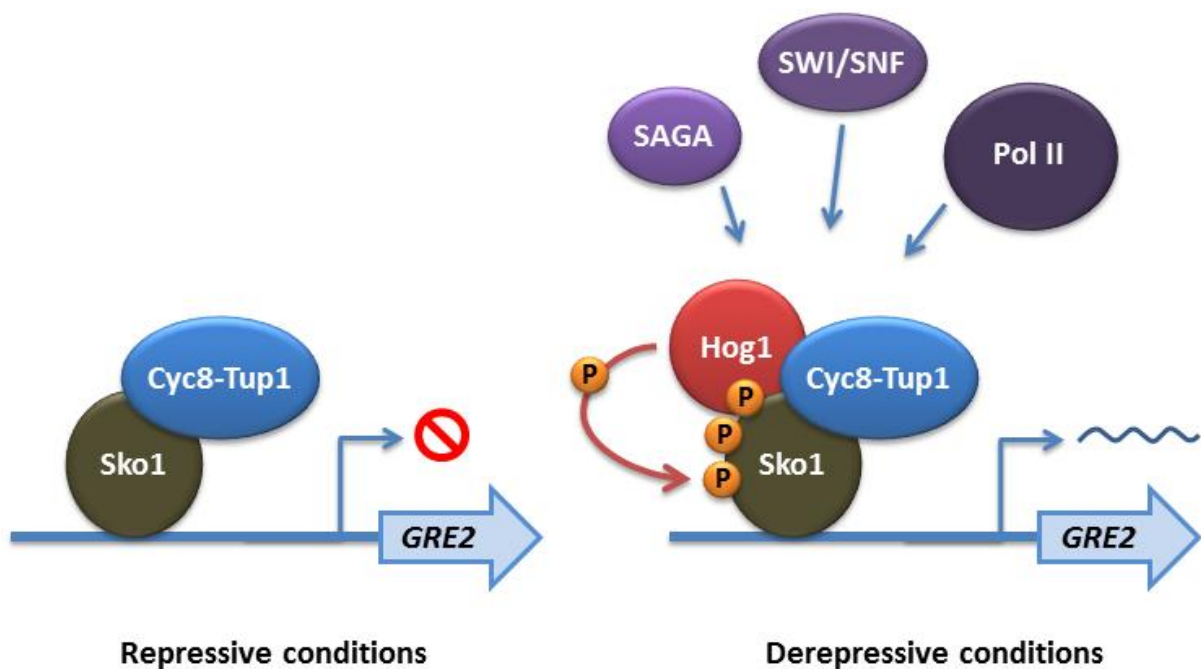 SWI/SNF
SAGA
Pol II
Hog1
Cyc8-Tup1
Cyc8-Tup1
P
P
P
P
Sko1
Sko1
GRE2
GRE2
Repressive conditions
Derepressive conditions